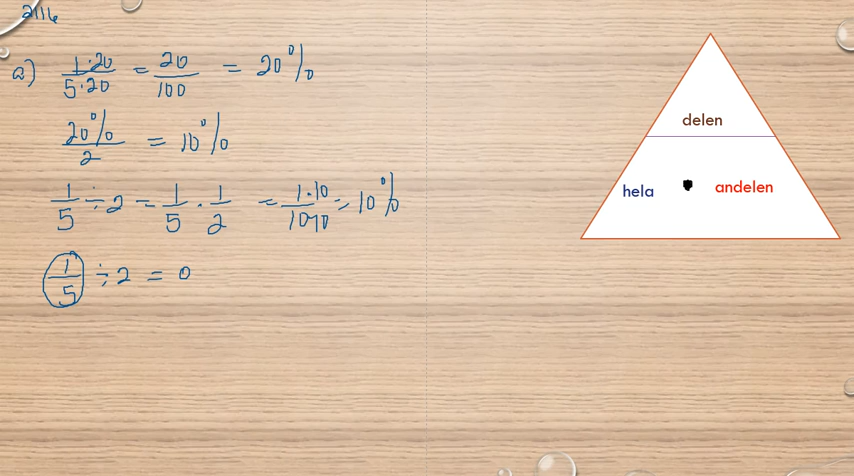 2116
a) 1·20/5·20 = 20/100 = 20%
20%/2 = 10%
1/5 ÷ 2 = 1/5 · 1/2 = 1·10/10·10 = 10%
1/5 ÷ 2 = 0
delen
hela · andelen